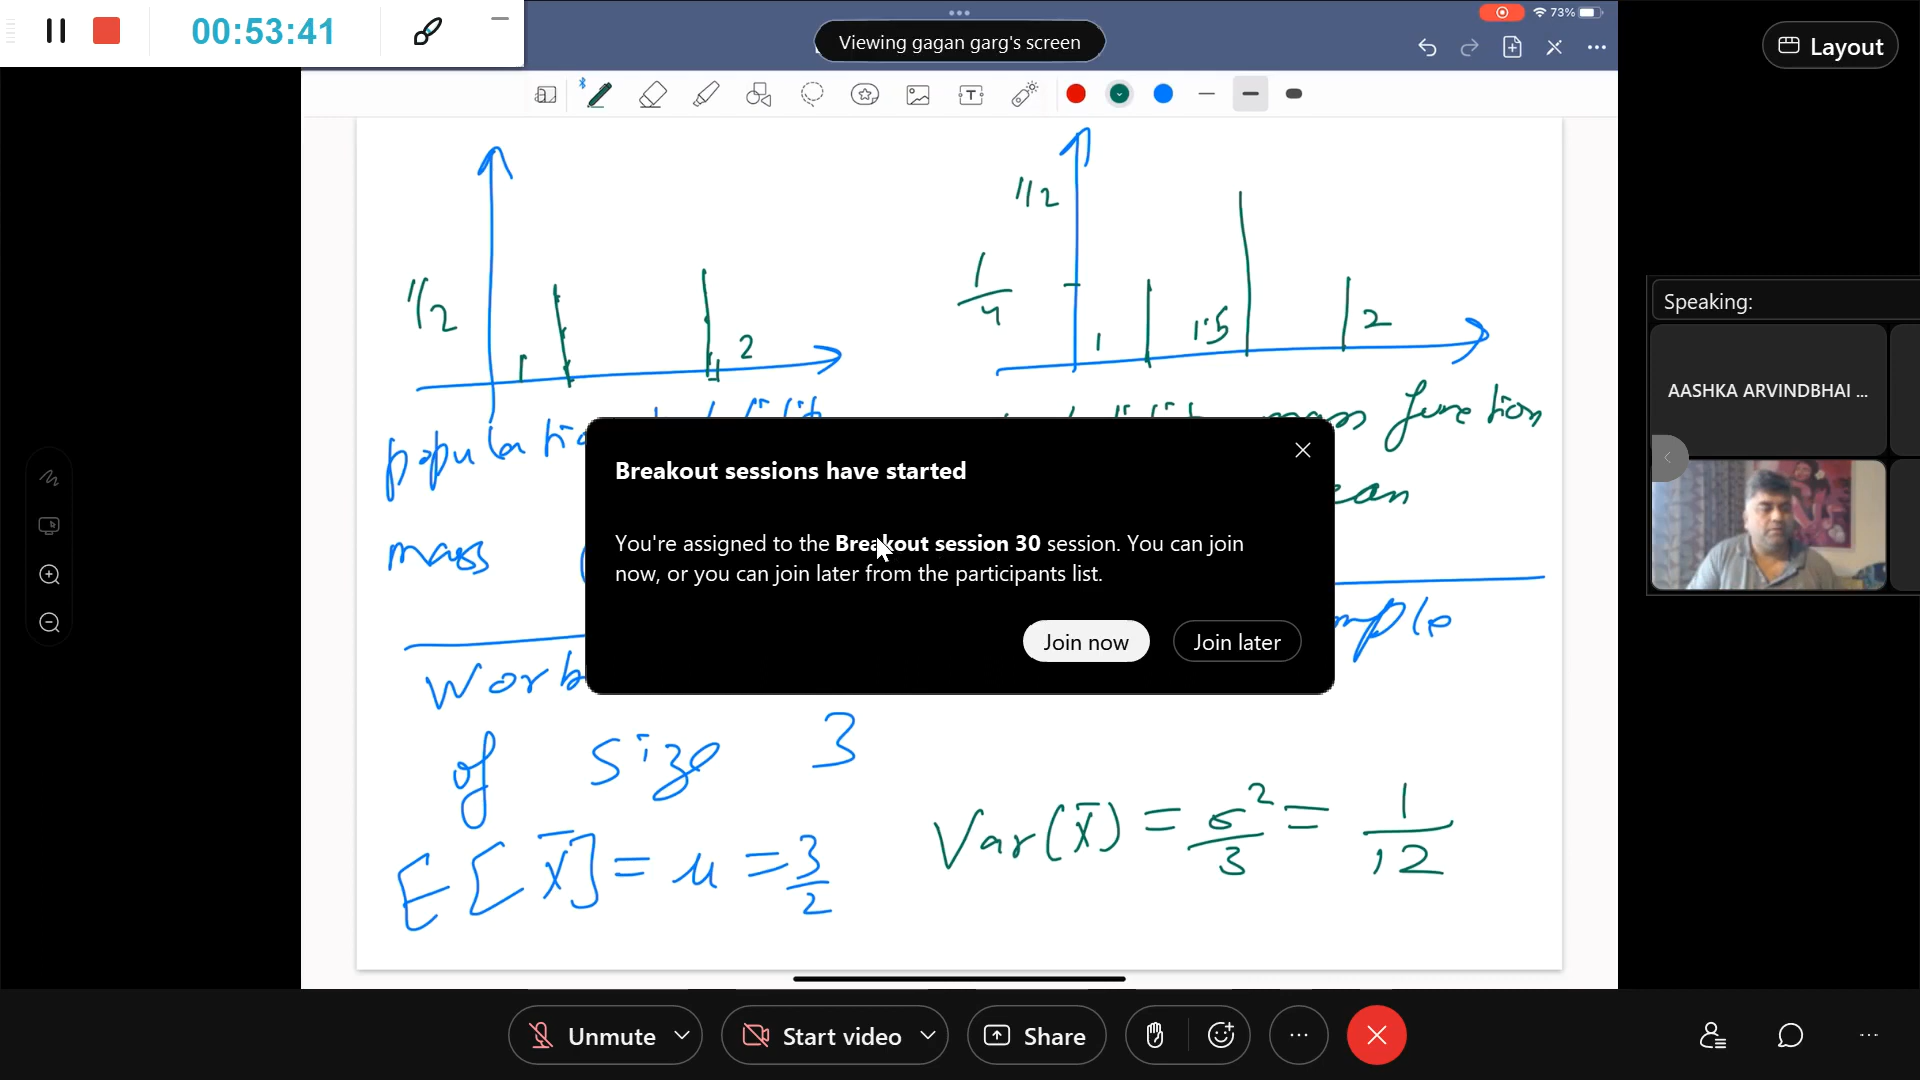 00:53:41
Viewing gagan garg's screen
73%
Layout
T
1/2
1
2
1/2
1/4
1
1.5
2
mass function
mass
of size 3
E[X̄] = μ = 3/2
Var(X̄) = σ²/3 = 1/12
Breakout sessions have started
You're assigned to the Breakout session 30 session. You can join
now, or you can join later from the participants list.
Join now
Join later
Speaking:
AASHKA ARVINDBHAI ...
Unmute
Start video
Share